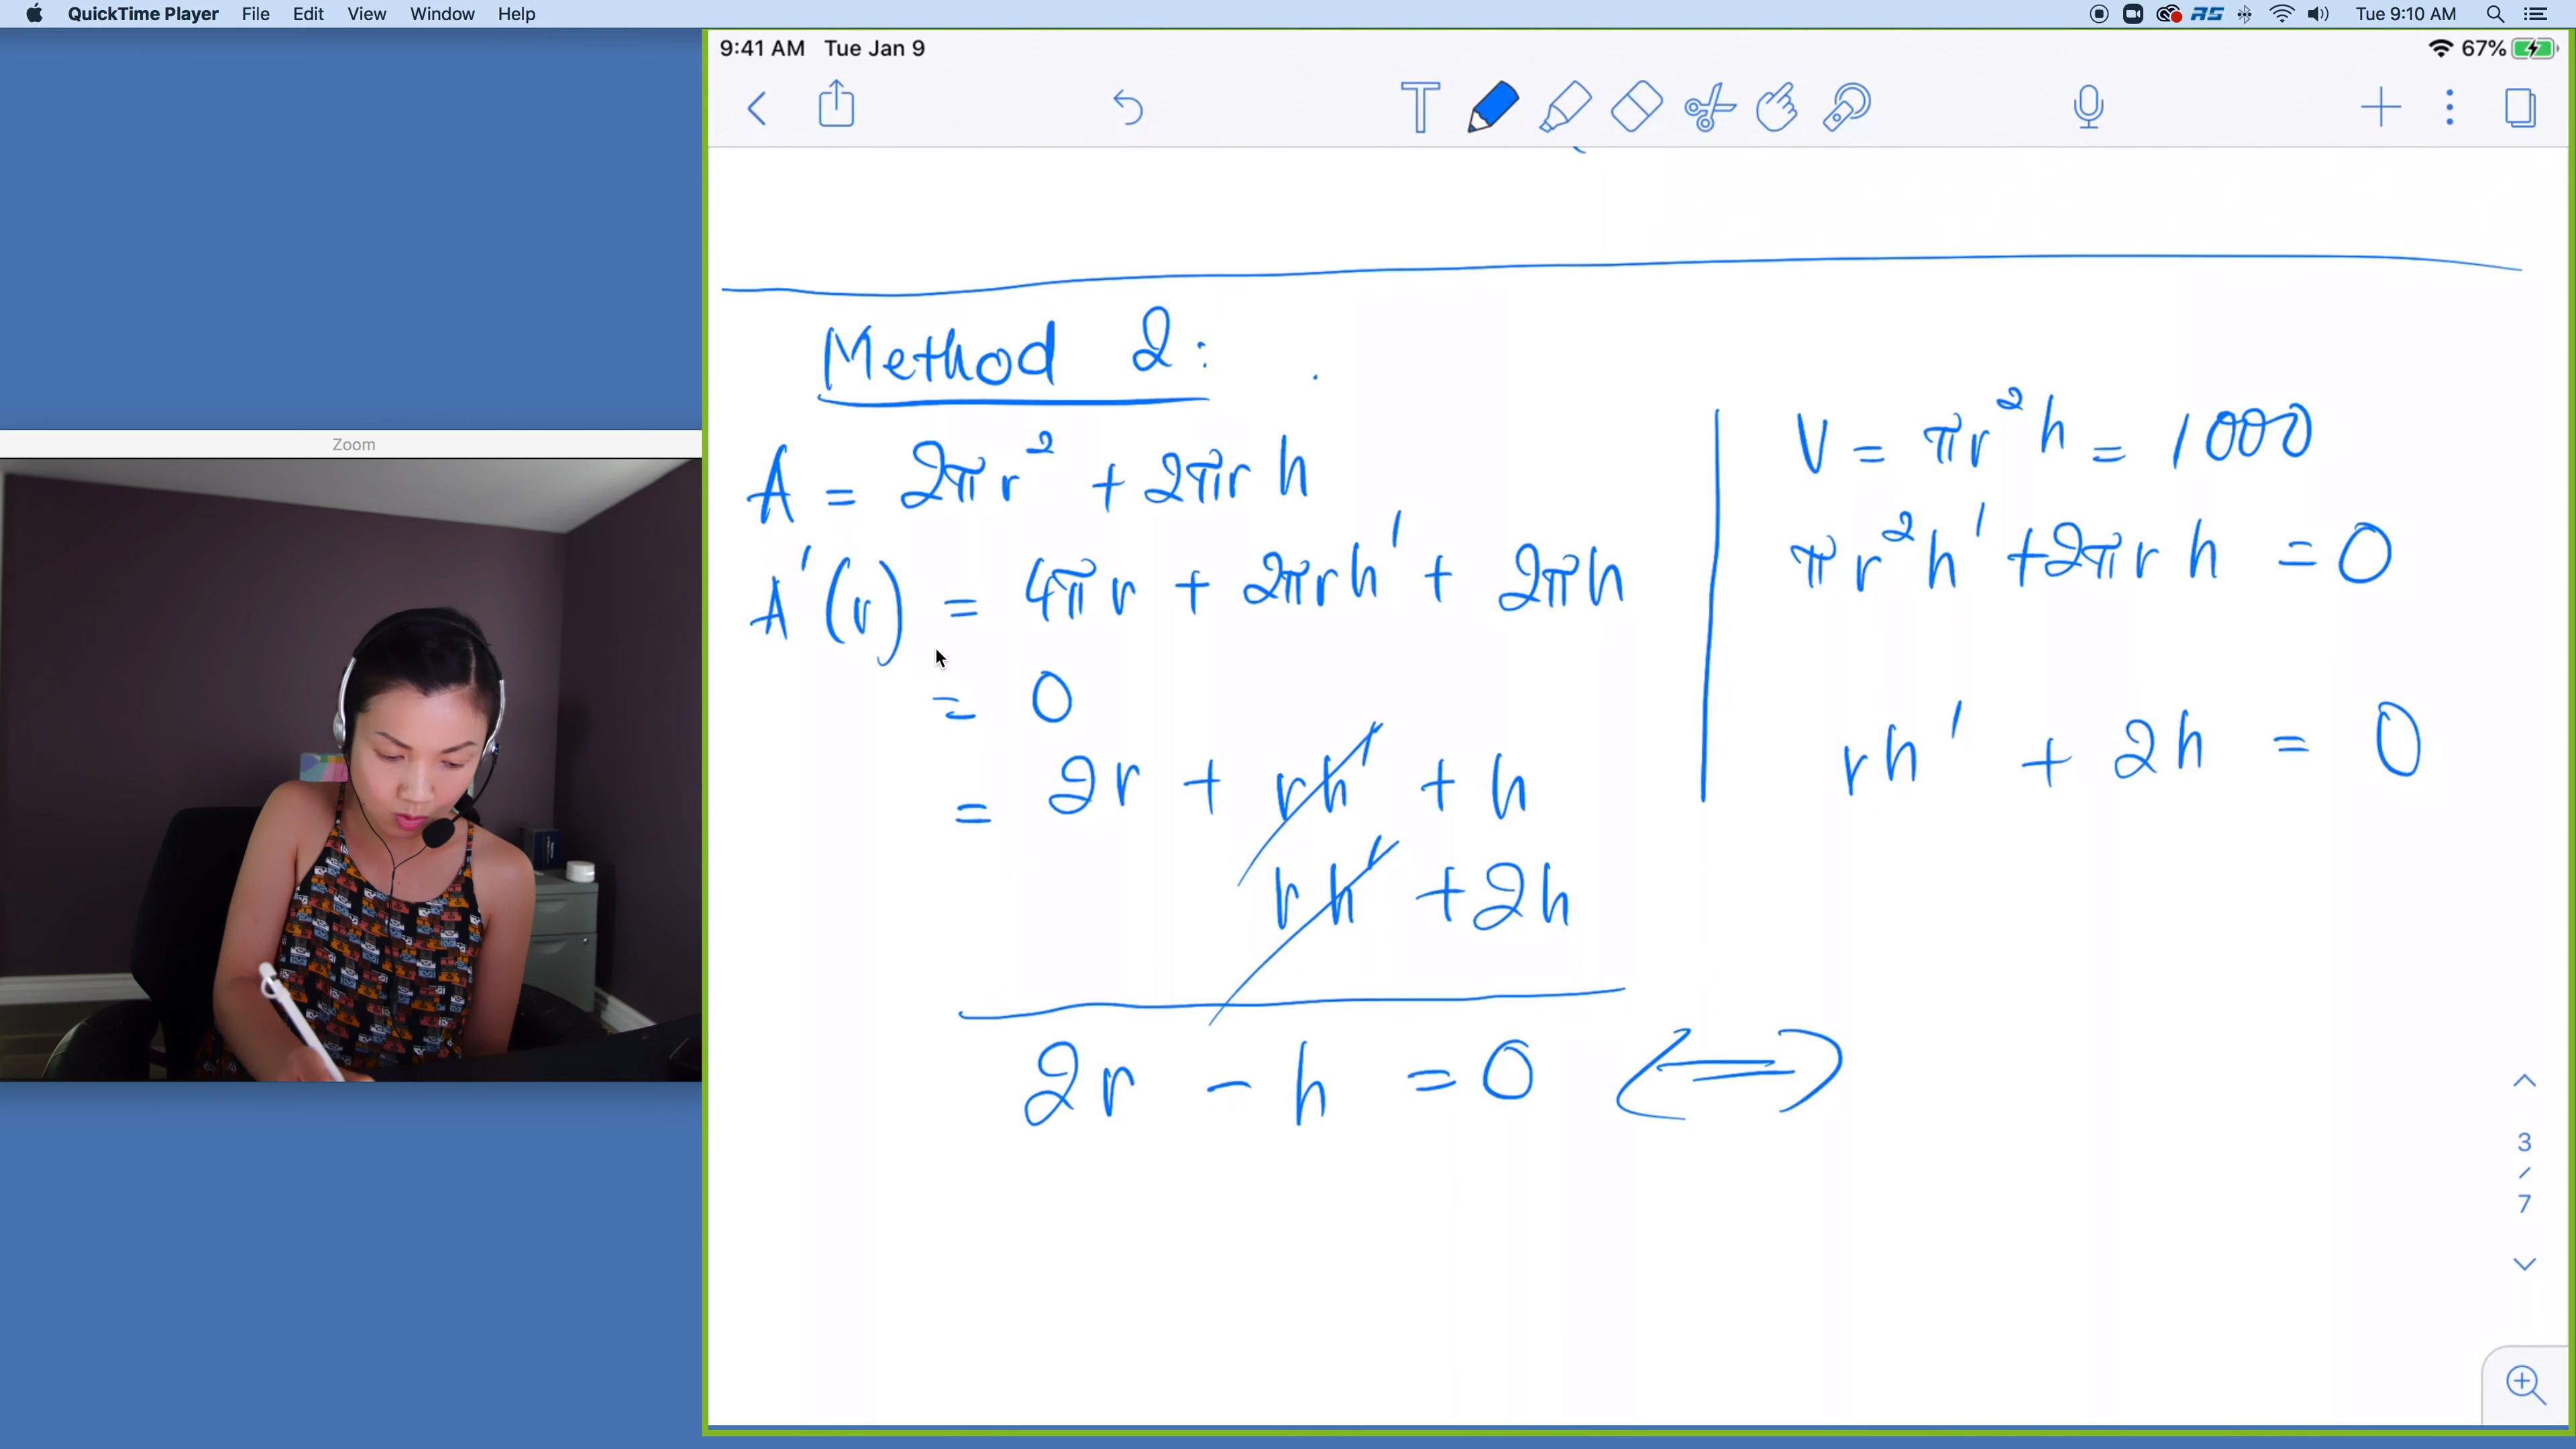 QuickTime Player File Edit View Window Help
Tue 9:10 AM
9:41 AM Tue Jan 9
67%
T
Zoom
Method 2:
A = 2πr² + 2πrh
A'(r) = 4πr + 2πrh' + 2πh
= 0
= 2r + rh' + h
rh' + 2h
2r - h = 0 ⟺
V = πr²h = 1000
πr²h' + 2πrh = 0
rh' + 2h = 0
3
/
7